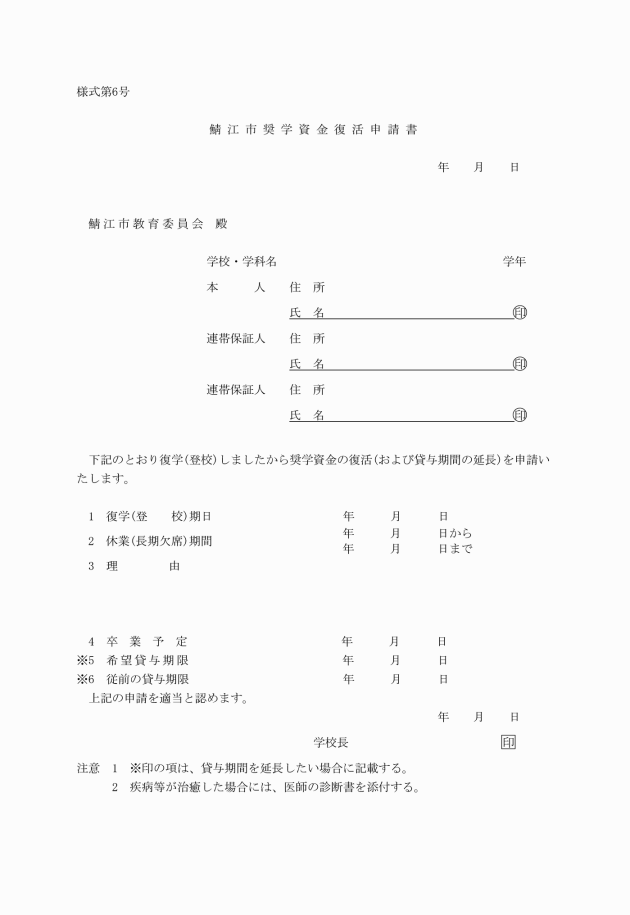 様式第6号
鯖江市奨学資金復活申請書
年　月　日
鯖江市教育委員会　殿
学校・学科名　学年
本　人　住　所
氏　名　㊞
連帯保証人　住　所
氏　名　㊞
連帯保証人　住　所
氏　名　㊞
下記のとおり復学(登校)しましたから奨学資金の復活(および貸与期間の延長)を申請い
たします。
1　復学(登　校)期日　年　月　日
2　休業(長期欠席)期間　年　月　日から
年　月　日まで
3　理　由
4　卒　業　予　定　年　月　日
※5　希望貸与期限　年　月　日
※6　従前の貸与期限　年　月　日
上記の申請を適当と認めます。
年　月　日
学校長　印
注意　1　※印の項は、貸与期間を延長したい場合に記載する。
2　疾病等が治癒した場合には、医師の診断書を添付する。